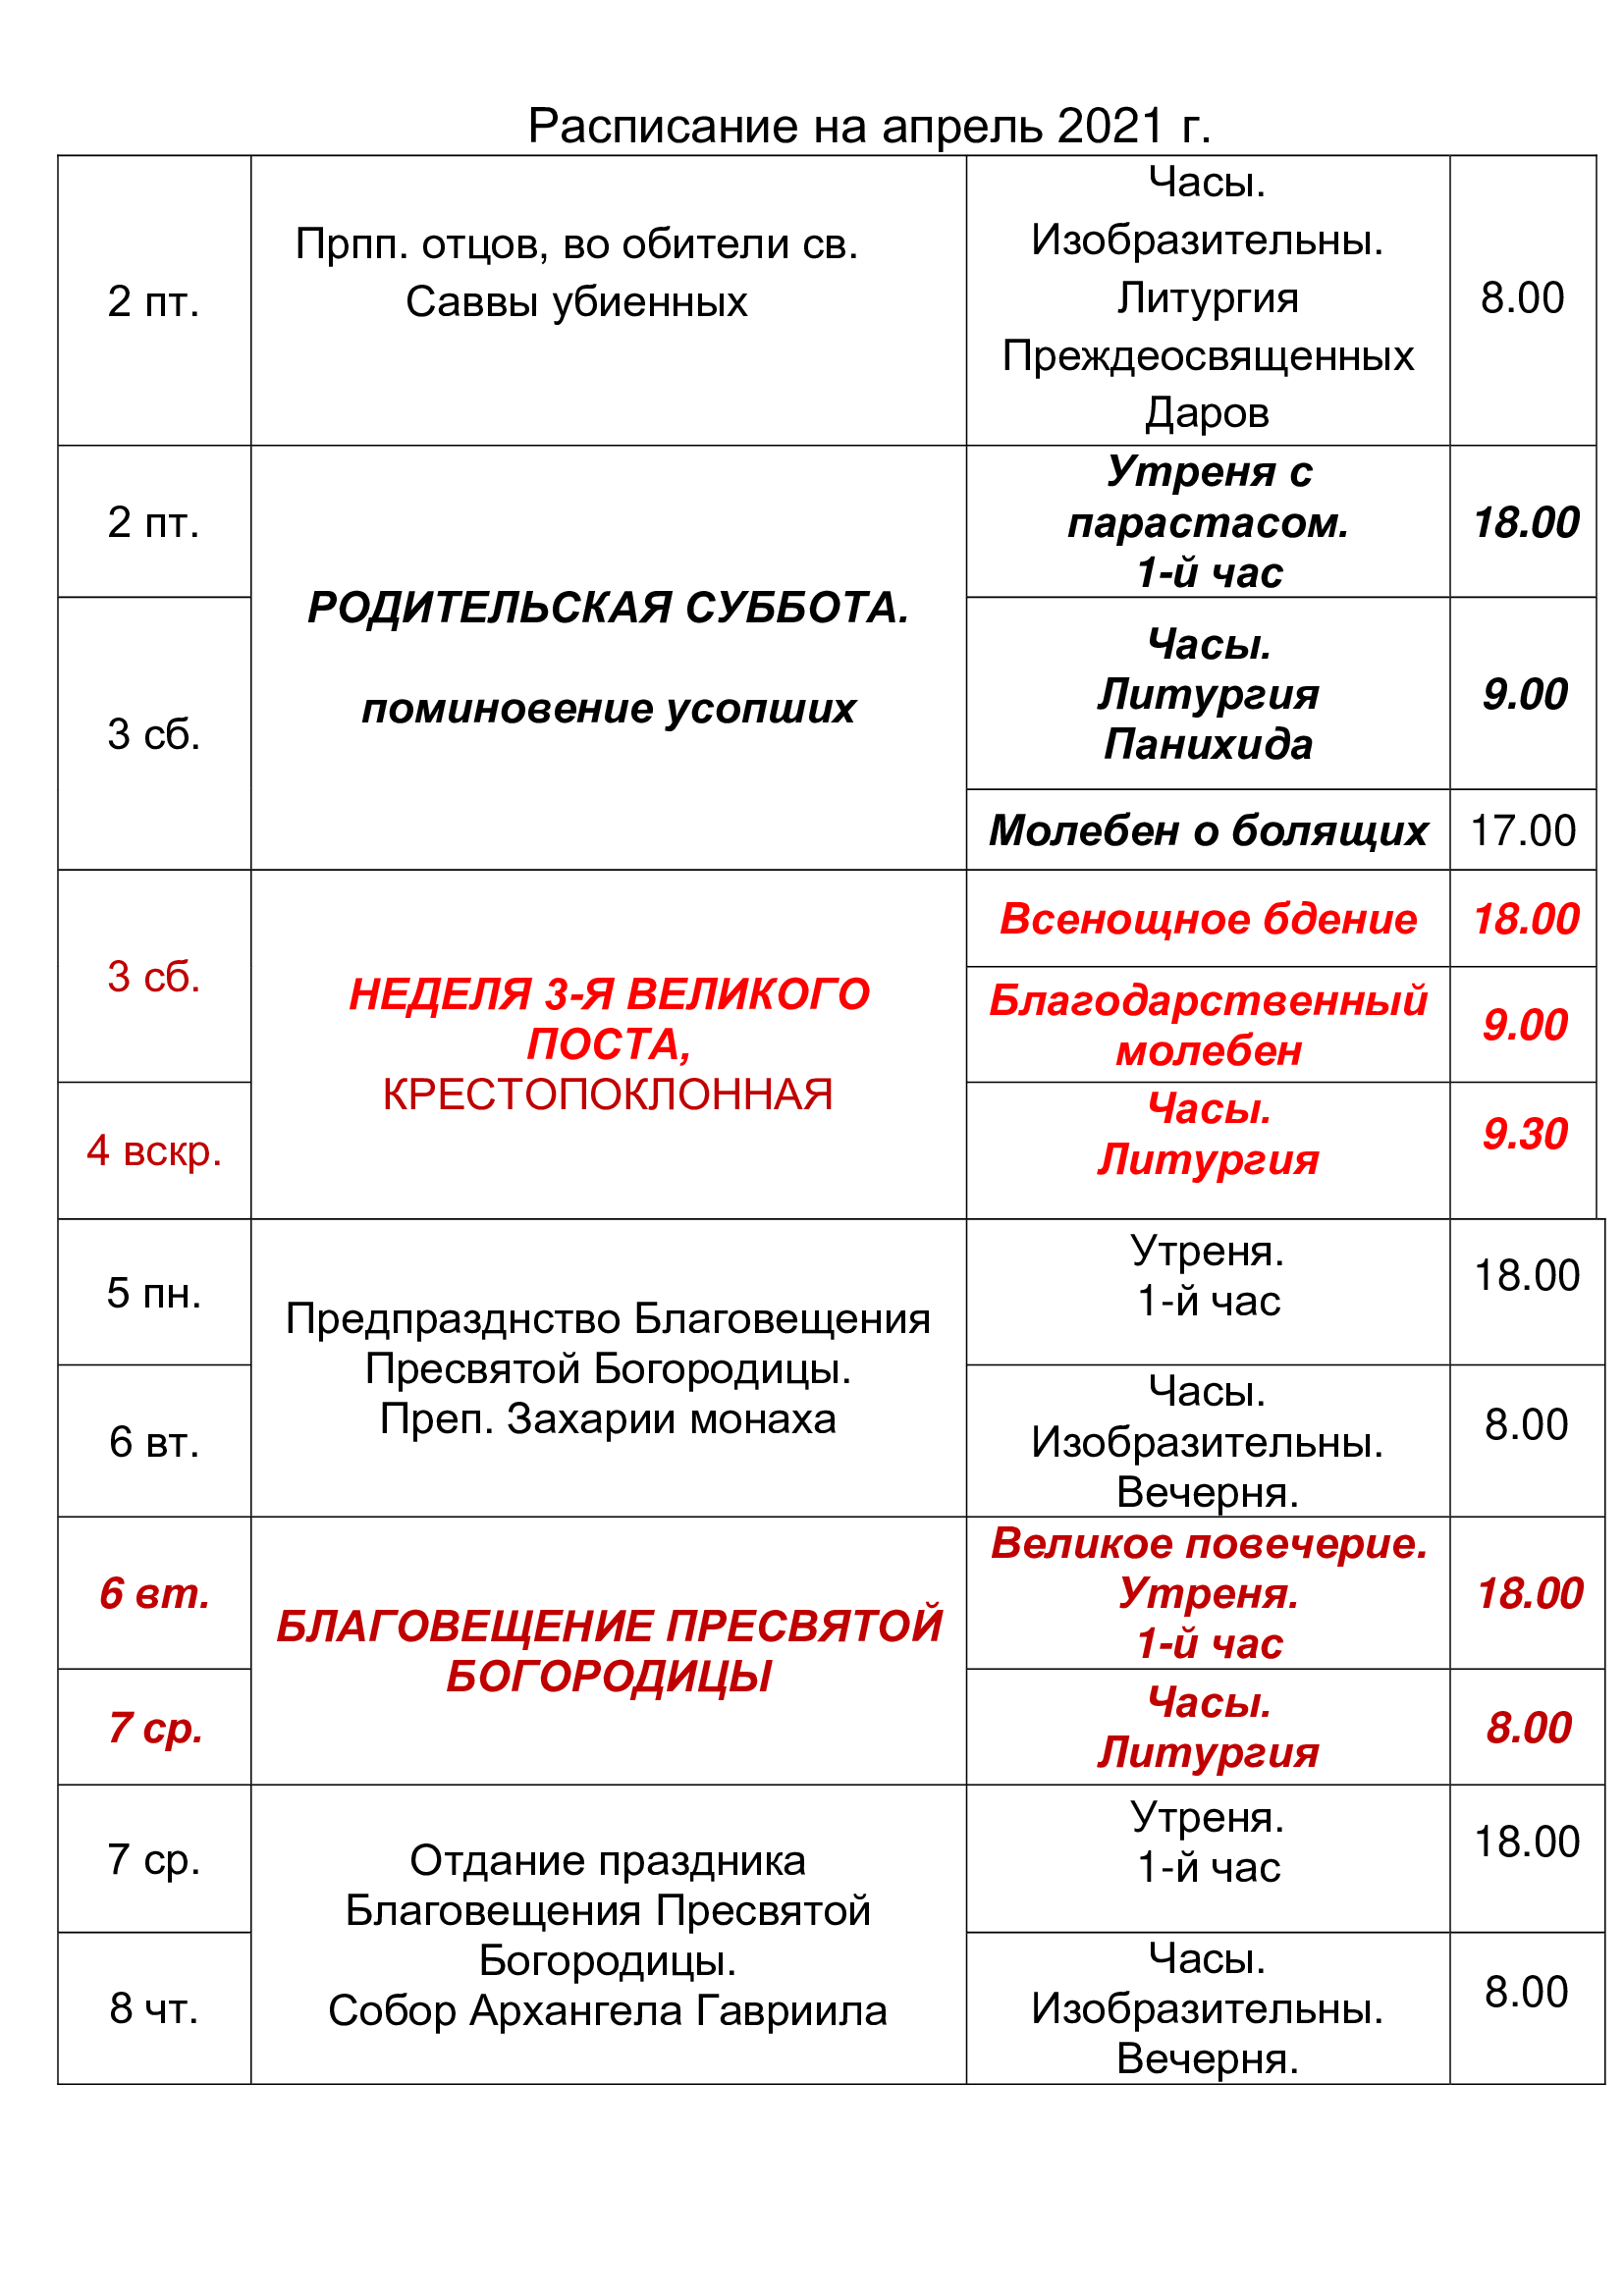 Расписание на апрель 2021 г.
2 пт.
Прпп. отцов, во обители св.
Саввы убиенных
Часы.
Изобразительны.
Литургия
Преждеосвященных
Даров
8.00
2 пт.
РОДИТЕЛЬСКАЯ СУББОТА.
поминовение усопших
Утреня с
парастасом.
1-й час
18.00
3 сб.
Часы.
Литургия
Панихида
9.00
Молебен о болящих
17.00
3 сб.
НЕДЕЛЯ 3-Я ВЕЛИКОГО
ПОСТА,
КРЕСТОПОКЛОННАЯ
Всенощное бдение
18.00
Благодарственный
молебен
9.00
4 вскр.
Часы.
Литургия
9.30
5 пн.
Предпразднство Благовещения
Пресвятой Богородицы.
Преп. Захарии монаха
Утреня.
1-й час
18.00
6 вт.
Часы.
Изобразительны.
Вечерня.
8.00
6 вт.
БЛАГОВЕЩЕНИЕ ПРЕСВЯТОЙ
БОГОРОДИЦЫ
Великое повечерие.
Утреня.
1-й час
18.00
7 ср.
Часы.
Литургия
8.00
7 ср.
Отдание праздника
Благовещения Пресвятой
Богородицы.
Собор Архангела Гавриила
Утреня.
1-й час
18.00
8 чт.
Часы.
Изобразительны.
Вечерня.
8.00